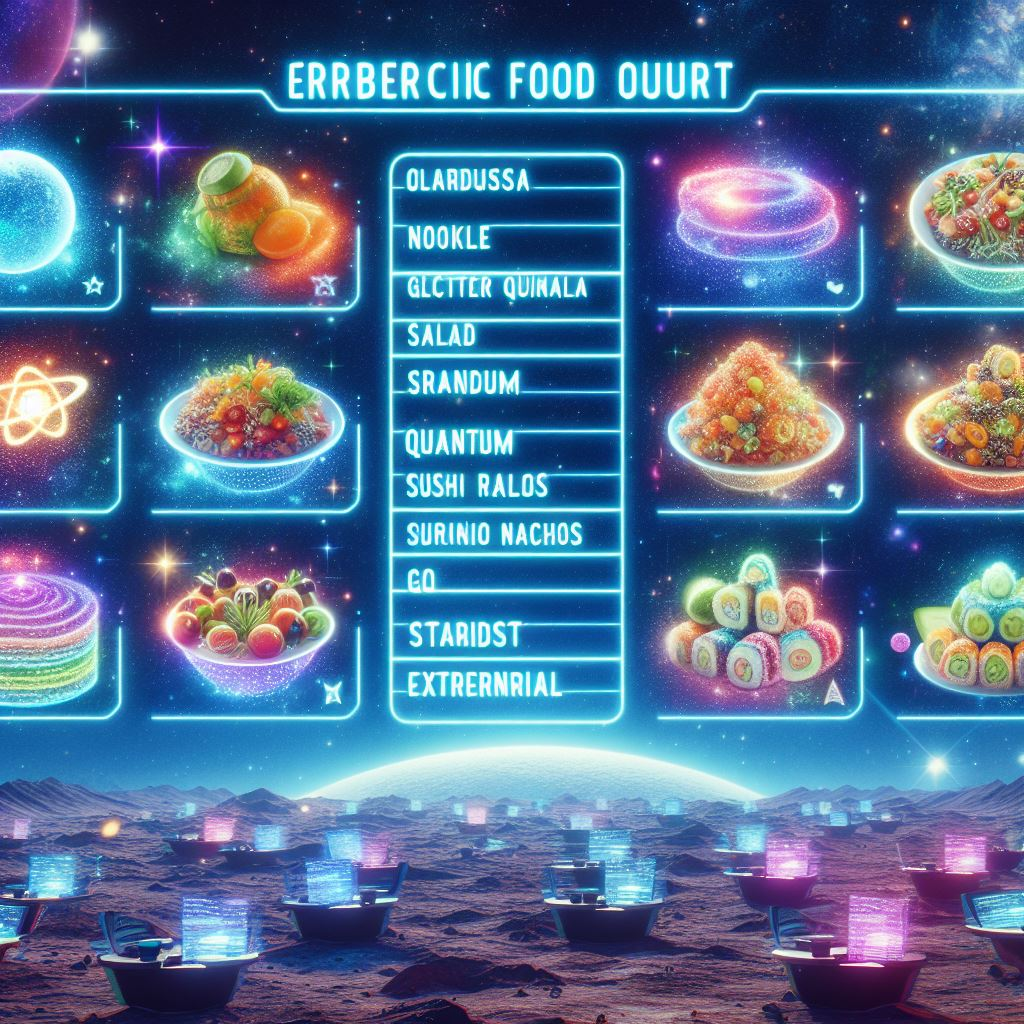 ERRBERCIIC FOOD OUURT
OLARDUSSA
NOOKLE
GLCTTER QUINALA
SALAD
SRANDUM
QUANTUM
SUSHI RALOS
SURINIO NACHOS
GO
STARIDST
EXTRERNRIAL